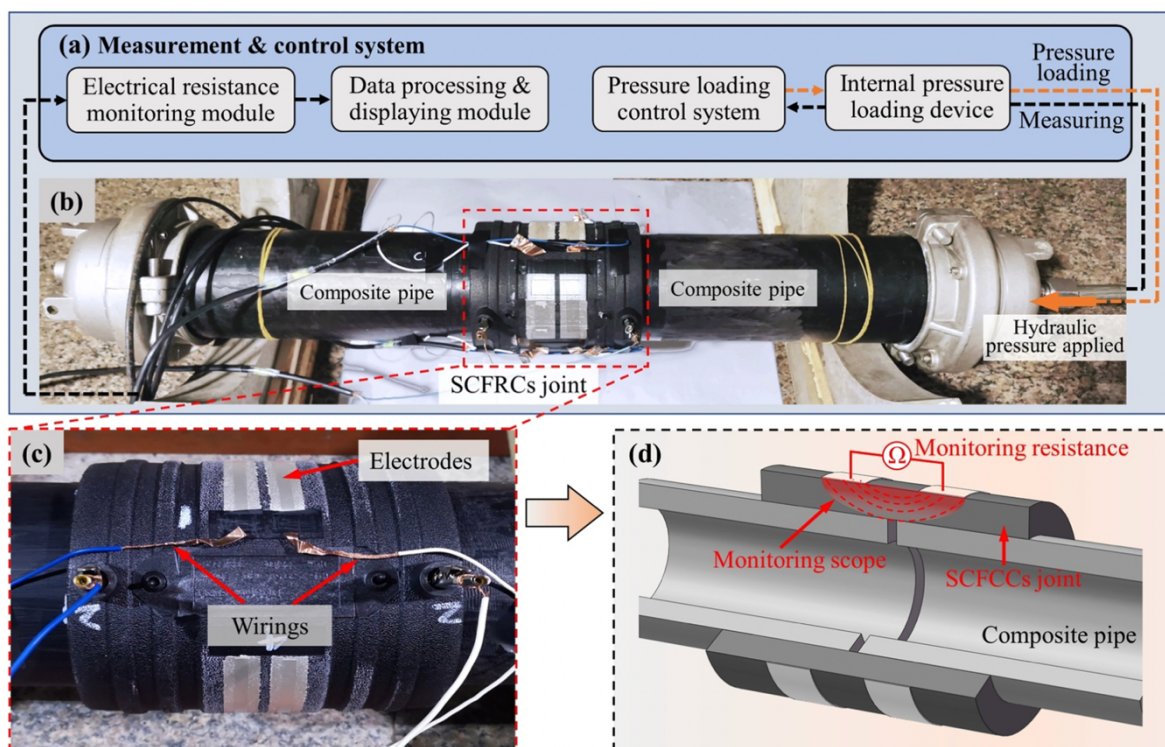 (a) Measurement & control system
Electrical resistance
monitoring module
Data processing &
displaying module
Pressure loading
control system
Internal pressure
loading device
Pressure
loading
Measuring
(b)
Composite pipe
Composite pipe
Hydraulic
pressure applied
SCFRCs joint
(c)
Electrodes
Wirings
(d)
Ω
Monitoring resistance
Monitoring scope
SCFCCs joint
Composite pipe